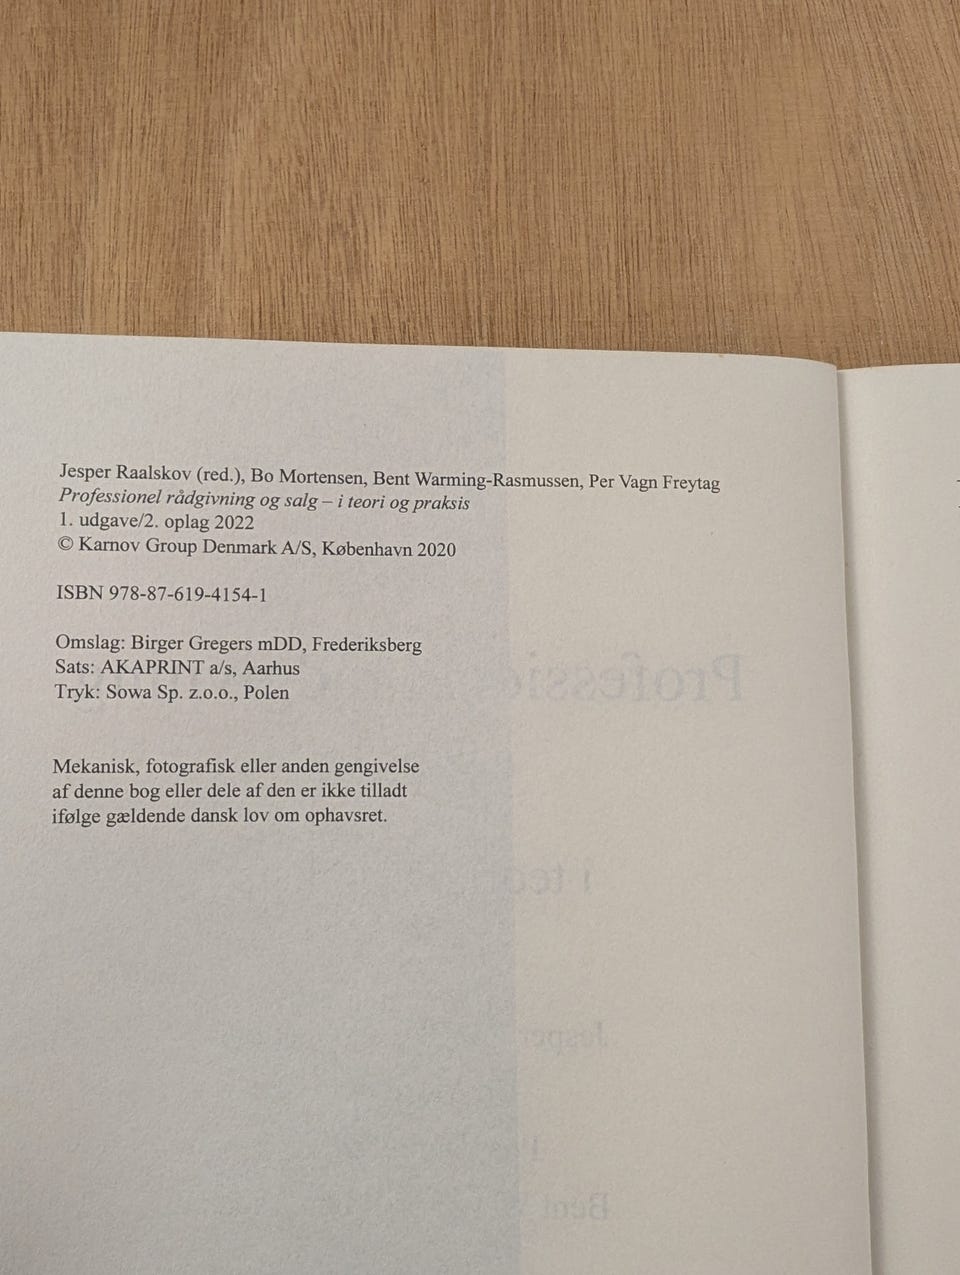 Jesper Raalskov (red.), Bo Mortensen, Bent Warming-Rasmussen, Per Vagn Freytag
Professionel rådgivning og salg – i teori og praksis
1. udgave/2. oplag 2022
© Karnov Group Denmark A/S, København 2020
ISBN 978-87-619-4154-1
Omslag: Birger Gregers mDD, Frederiksberg
Sats: AKAPRINT a/s, Aarhus
Tryk: Sowa Sp. z.o.o., Polen
Mekanisk, fotografisk eller anden gengivelse
af denne bog eller dele af den er ikke tilladt
ifølge gældende dansk lov om ophavsret.